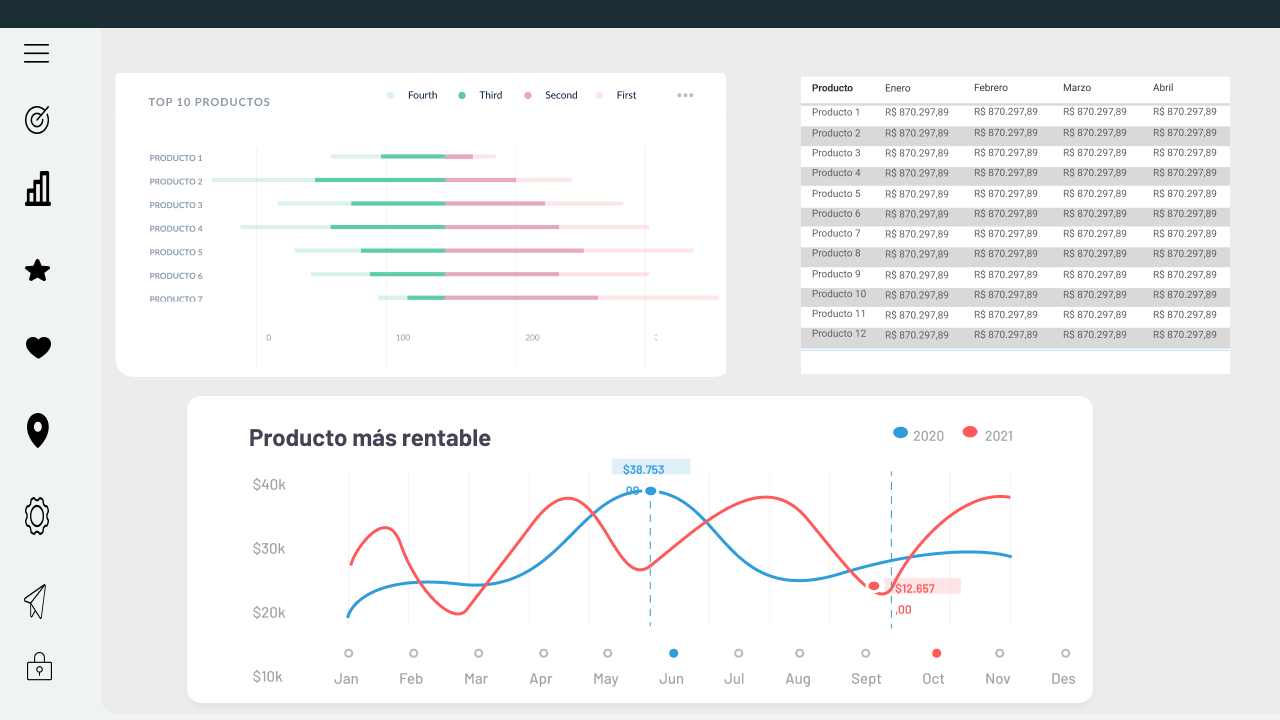 TOP 10 PRODUCTOS
Fourth Third Second First
PRODUCTO 1
PRODUCTO 2
PRODUCTO 3
PRODUCTO 4
PRODUCTO 5
PRODUCTO 6
PRODUCTO 7
0 100 200
Producto Enero Febrero Marzo Abril
Producto 1 R$ 870.297,89 R$ 870.297,89 R$ 870.297,89 R$ 870.297,89
Producto 2 R$ 870.297,89 R$ 870.297,89 R$ 870.297,89 R$ 870.297,89
Producto 3 R$ 870.297,89 R$ 870.297,89 R$ 870.297,89 R$ 870.297,89
Producto 4 R$ 870.297,89 R$ 870.297,89 R$ 870.297,89 R$ 870.297,89
Producto 5 R$ 870.297,89 R$ 870.297,89 R$ 870.297,89 R$ 870.297,89
Producto 6 R$ 870.297,89 R$ 870.297,89 R$ 870.297,89 R$ 870.297,89
Producto 7 R$ 870.297,89 R$ 870.297,89 R$ 870.297,89 R$ 870.297,89
Producto 8 R$ 870.297,89 R$ 870.297,89 R$ 870.297,89 R$ 870.297,89
Producto 9 R$ 870.297,89 R$ 870.297,89 R$ 870.297,89 R$ 870.297,89
Producto 10 R$ 870.297,89 R$ 870.297,89 R$ 870.297,89 R$ 870.297,89
Producto 11 R$ 870.297,89 R$ 870.297,89 R$ 870.297,89 R$ 870.297,89
Producto 12 R$ 870.297,89 R$ 870.297,89 R$ 870.297,89 R$ 870.297,89
Producto más rentable
2020 2021
$38.753
,00
$40k
$30k
$20k
$10k
$12.657
,00
Jan Feb Mar Apr May Jun Jul Aug Sept Oct Nov Des